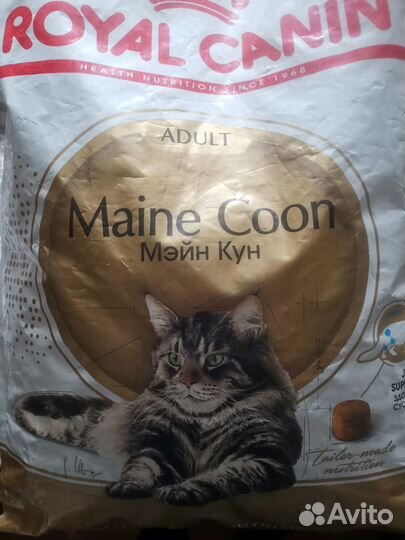 ROYAL CANIN
HEALTH NUTRITION SINCE 1968
ADULT
Maine Coon
Мэйн Кун
tailor-made
nutrition
Avito